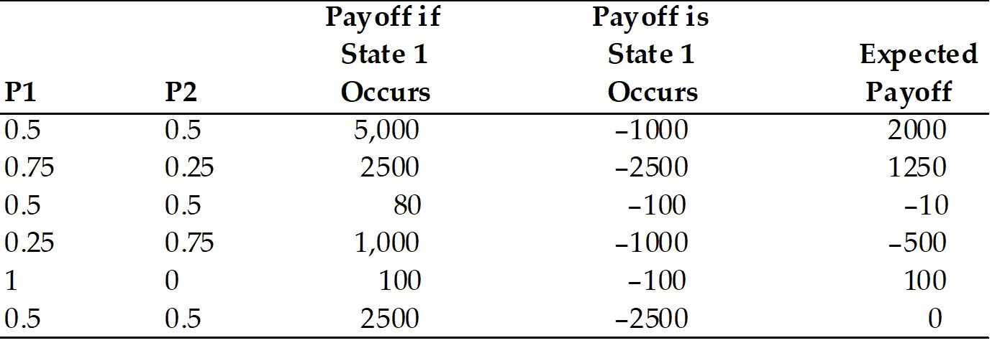 Payoff if Payoff is
State 1 State 1 Expected
P1 P2 Occurs Occurs Payoff
0.5 0.5 5,000 –1000 2000
0.75 0.25 2500 –2500 1250
0.5 0.5 80 –100 –10
0.25 0.75 1,000 –1000 –500
1 0 100 –100 100
0.5 0.5 2500 –2500 0